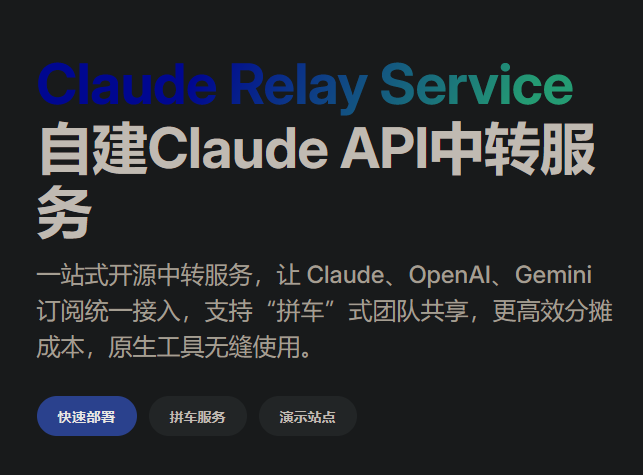 Claude Relay Service
自建Claude API中转服
务
一站式开源中转服务，让 Claude、OpenAI、Gemini
订阅统一接入，支持“拼车”式团队共享，更高效分摊
成本，原生工具无缝使用。
快速部署
拼车服务
演示站点